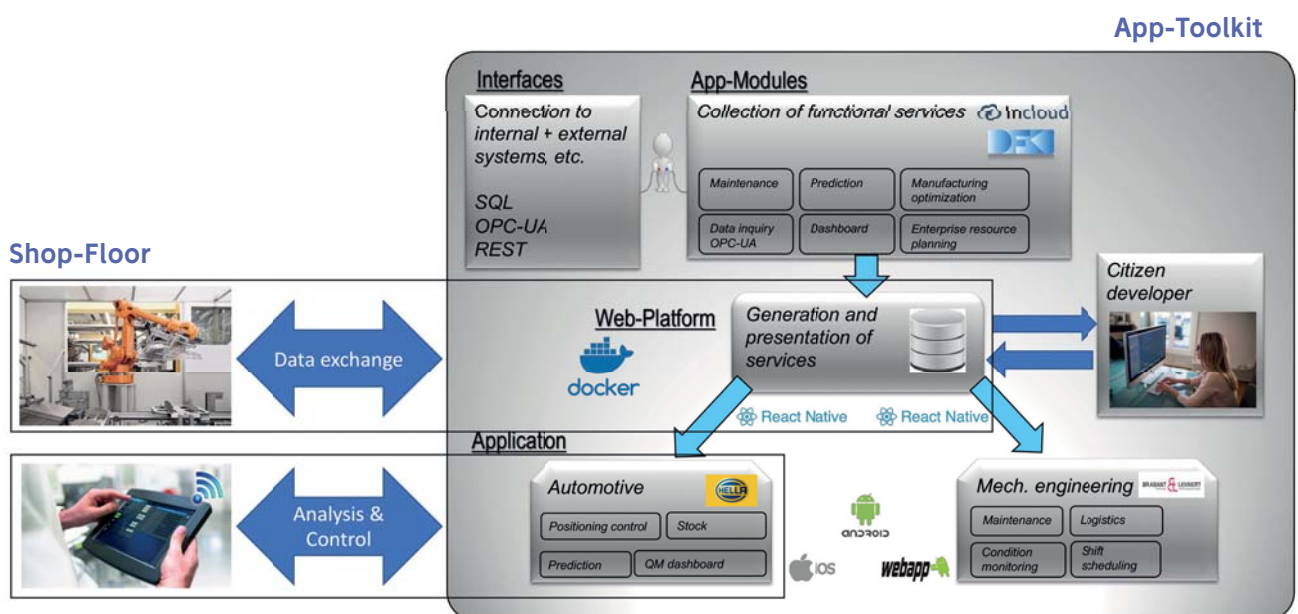 App-Toolkit
Interfaces
Connection to
internal + external
systems, etc.
SQL
OPC-UA
REST
App-Modules
Collection of functional services
incloud
DFK
Maintenance
Prediction
Manufacturing
optimization
Data inquiry
OPC-UA
Dashboard
Enterprise resource
planning
Shop-Floor
Data exchange
Web-Platform
docker
Generation and
presentation of
services
Citizen
developer
React Native
React Native
Application
Analysis &
Control
Automotive
HELLA
Positioning control
Stock
Prediction
QM dashboard
ANDROID
iOS
webapp
Mech. engineering
BRABANT & LEHNERT
Maintenance
Logistics
Condition
monitoring
Shift
scheduling